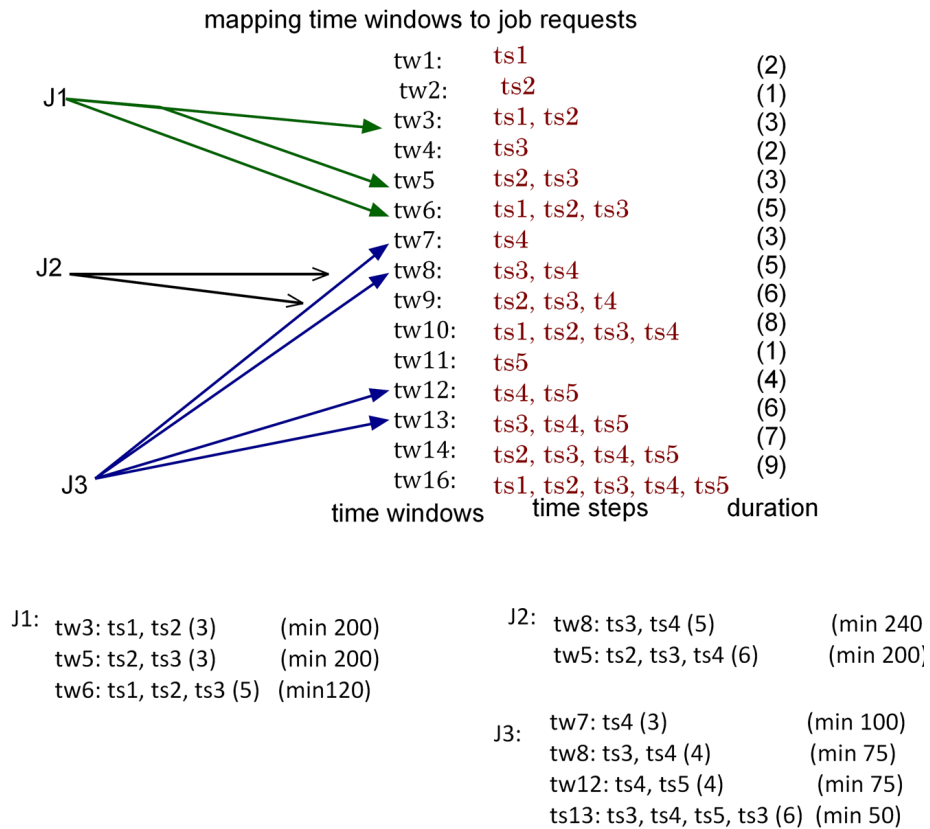 mapping time windows to job requests
tw1: ts1 (2)
tw2: ts2 (1)
J1
tw3: ts1, ts2 (3)
tw4: ts3 (2)
tw5 ts2, ts3 (3)
tw6: ts1, ts2, ts3 (5)
tw7: ts4 (3)
J2
tw8: ts3, ts4 (5)
tw9: ts2, ts3, t4 (6)
tw10: ts1, ts2, ts3, ts4 (8)
tw11: ts5 (1)
tw12: ts4, ts5 (4)
tw13: ts3, ts4, ts5 (6)
tw14: ts2, ts3, ts4, ts5 (7)
J3
tw16: ts1, ts2, ts3, ts4, ts5 (9)
time windows time steps duration
J1:
tw3: ts1, ts2 (3) (min 200)
tw5: ts2, ts3 (3) (min 200)
tw6: ts1, ts2, ts3 (5) (min120)
J2:
tw8: ts3, ts4 (5) (min 240
tw5: ts2, ts3, ts4 (6) (min 200)
J3:
tw7: ts4 (3) (min 100)
tw8: ts3, ts4 (4) (min 75)
tw12: ts4, ts5 (4) (min 75)
ts13: ts3, ts4, ts5, ts3 (6) (min 50)